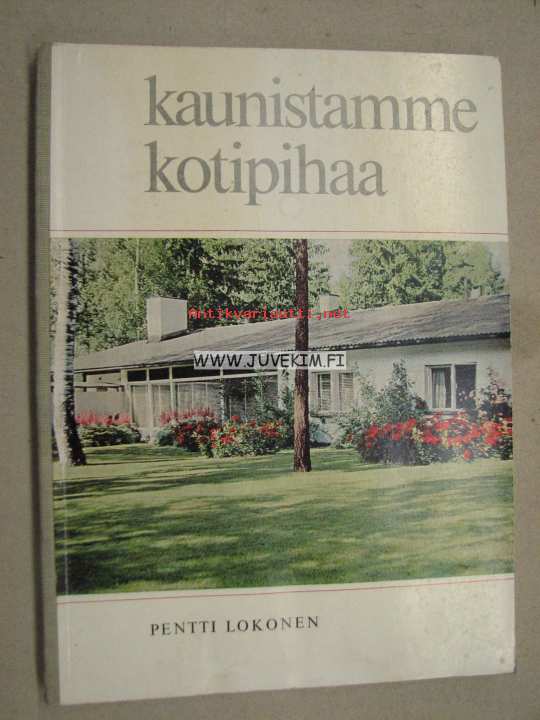 kaunistamme
kotipihaa
Antikvariaatti.net
WWW.JUVEKIM.FI
PENTTI LOKONEN